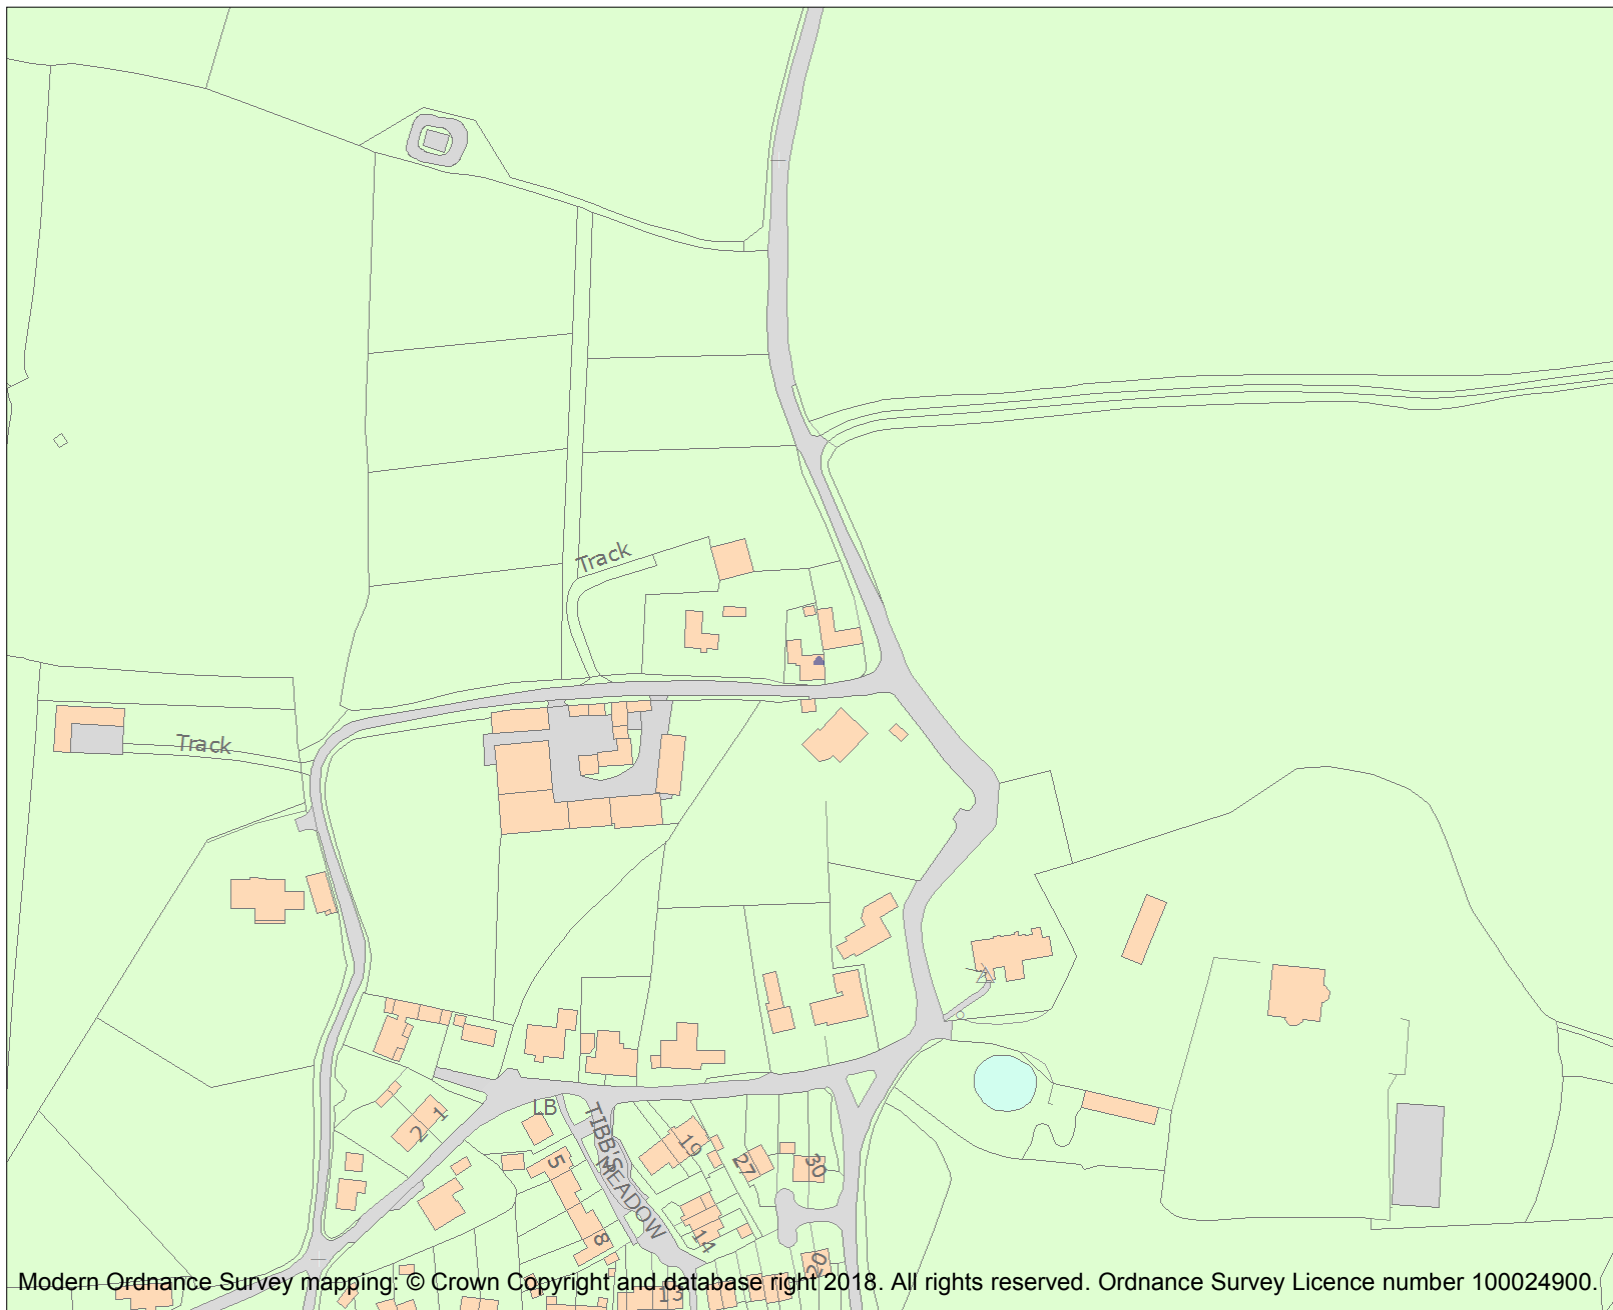 Track
Track
LB
TIBB'S MEADOW
1
2
5
8
19
27
30
14
20
13
Modern Ordnance Survey mapping: © Crown Copyright and database right 2018. All rights reserved. Ordnance Survey Licence number 100024900.